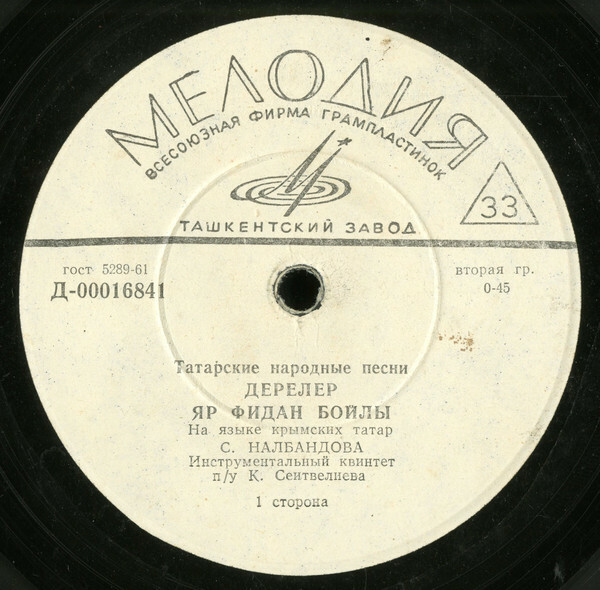 МЕЛОДИЯ
ВСЕСОЮЗНАЯ ФИРМА ГРАМПЛАСТИНОК
33
ТАШКЕНТСКИЙ ЗАВОД
гост 5289-61
Д-00016841
вторая гр.
0-45
Татарские народные песни
ДЕРЕЛЕР
ЯР ФИДАН БОЙЛЫ
На языке крымских татар
С. НАЛБАНДОВА
Инструментальный квинтет
п/у К. Сеитвелиева
1 сторона